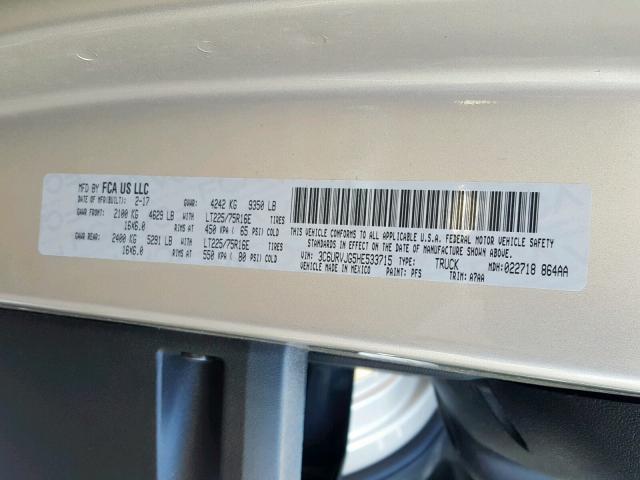 MFD BY FCA US LLC
DATE OF MFR(BUILT): 2-17 GVWR: 4242 KG 9350 LB
GAWR FRONT: 2100 KG 4629 LB WITH LT225/75R16E TIRES
16X6.0 RIMS AT 450 KPA ( 65 PSI) COLD
GAWR REAR: 2400 KG 5291 LB WITH LT225/75R16E TIRES
16X6.0 RIMS AT 550 KPA ( 80 PSI) COLD
THIS VEHICLE CONFORMS TO ALL APPLICABLE U.S.A. FEDERAL MOTOR VEHICLE SAFETY
STANDARDS IN EFFECT ON THE DATE OF MANUFACTURE SHOWN ABOVE.
VIN: 3C6URVJG5HE533715 TYPE: TRUCK MDH:022718 864AA
VEHICLE MADE IN MEXICO PAINT: PFS TRIM: A7AA